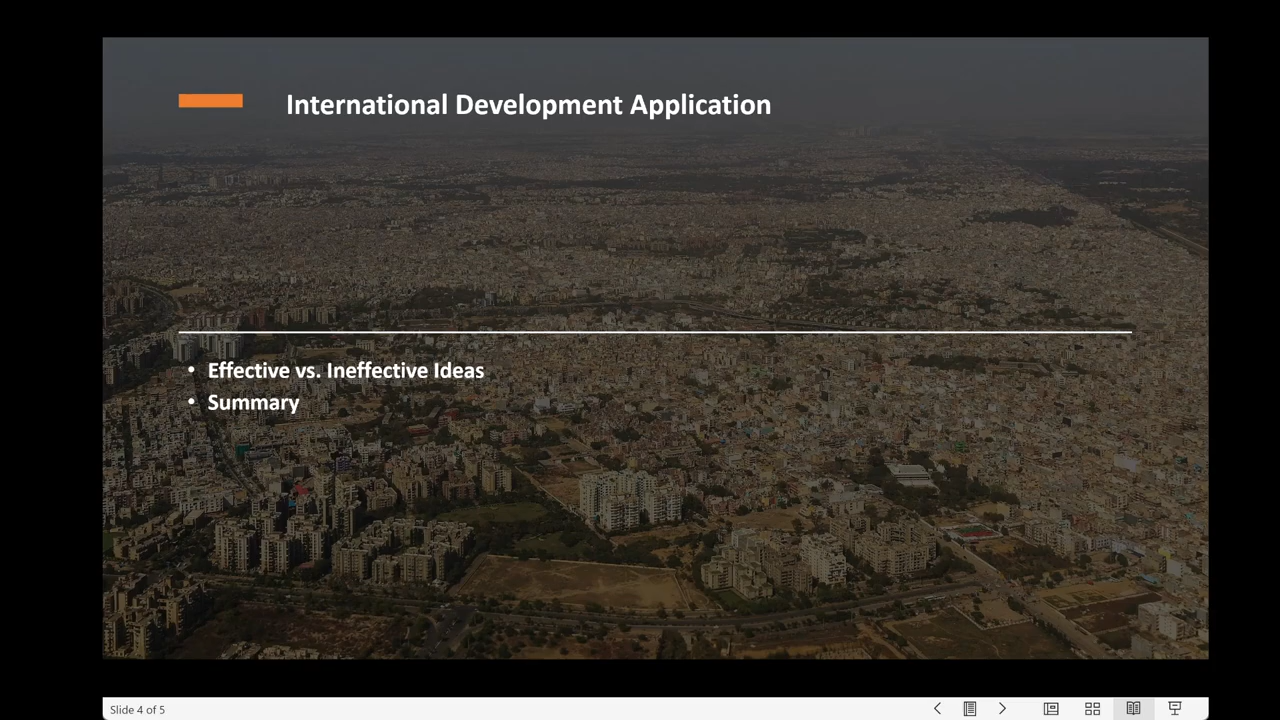 International Development Application
• Effective vs. Ineffective Ideas
• Summary
Slide 4 of 5